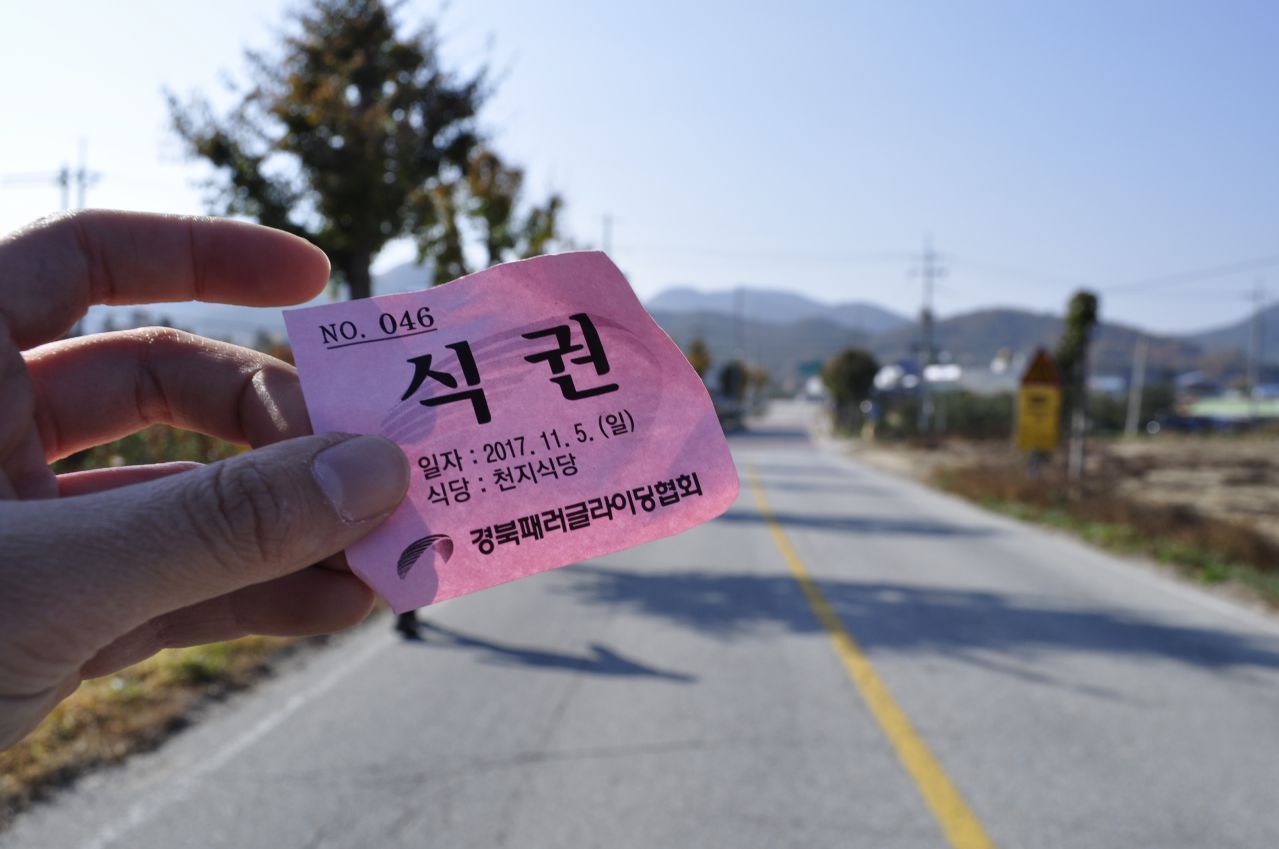 NO. 046
식 권
일자 : 2017. 11. 5. (일)
식당 : 천지식당
경북패러글라이딩협회